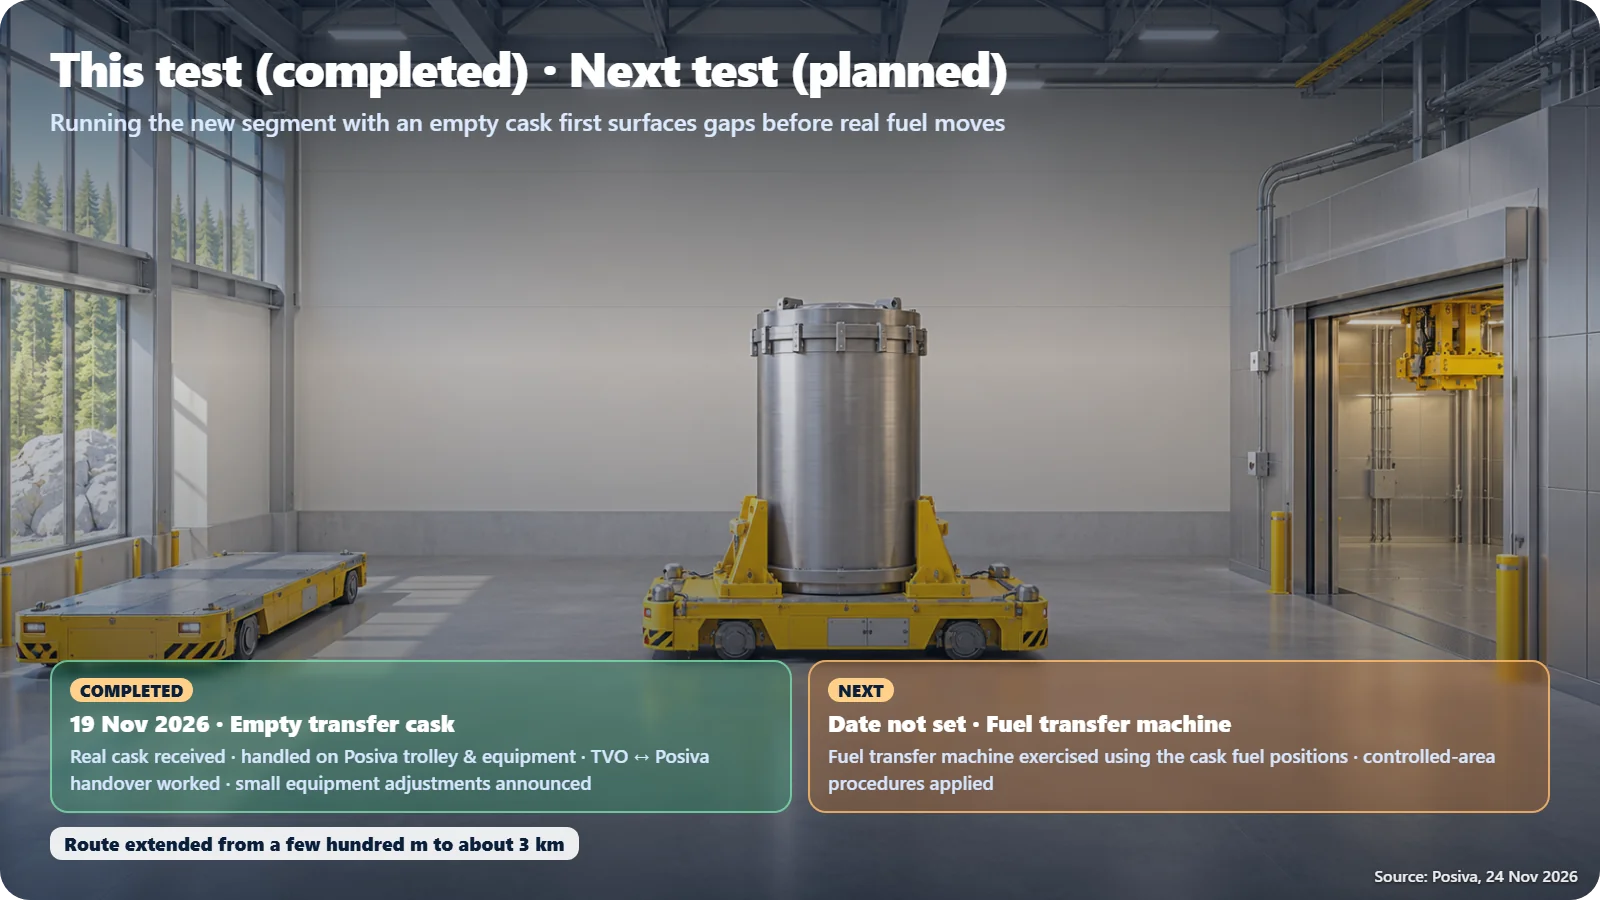 This test (completed) · Next test (planned)
Running the new segment with an empty cask first surfaces gaps before real fuel moves
COMPLETED
19 Nov 2026 · Empty transfer cask
Real cask received · handled on Posiva trolley & equipment · TVO ↔ Posiva
handover worked · small equipment adjustments announced
NEXT
Date not set · Fuel transfer machine
Fuel transfer machine exercised using the cask fuel positions · controlled-area
procedures applied
Route extended from a few hundred m to about 3 km
Source: Posiva, 24 Nov 2026